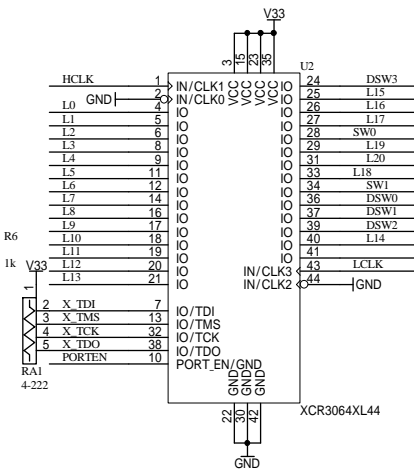 V33
3 15 23 35
U2
HCLK 1 IN/CLK1 VCC VCC VCC VCC IO 24 DSW3
GND 2 IN/CLK0 IO 25 L15
L0 4 IO IO 26 L16
L1 5 IO IO 27 L17
L2 6 IO IO 28 SW0
L3 8 IO IO 29 L19
L4 9 IO IO 31 L20
L5 11 IO IO 33 L18
L6 12 IO IO 34 SW1
L7 14 IO IO 36 DSW0
L8 16 IO IO 37 DSW1
L9 17 IO IO 39 DSW2
R6 L10 18 IO IO 40 L14
L11 19 IO IO 41
1k V33 L12 20 IO IN/CLK3 43 LCLK
L13 21 IO IN/CLK2 44 GND
1
2 X_TDI 7 IO/TDI
3 X_TMS 13 IO/TMS
4 X_TCK 32 IO/TCK
5 X_TDO 38 IO/TDO
PORTEN 10 PORT_EN/GND
RA1
4-222
GND GND GND
22 30 42
XCR3064XL44
GND